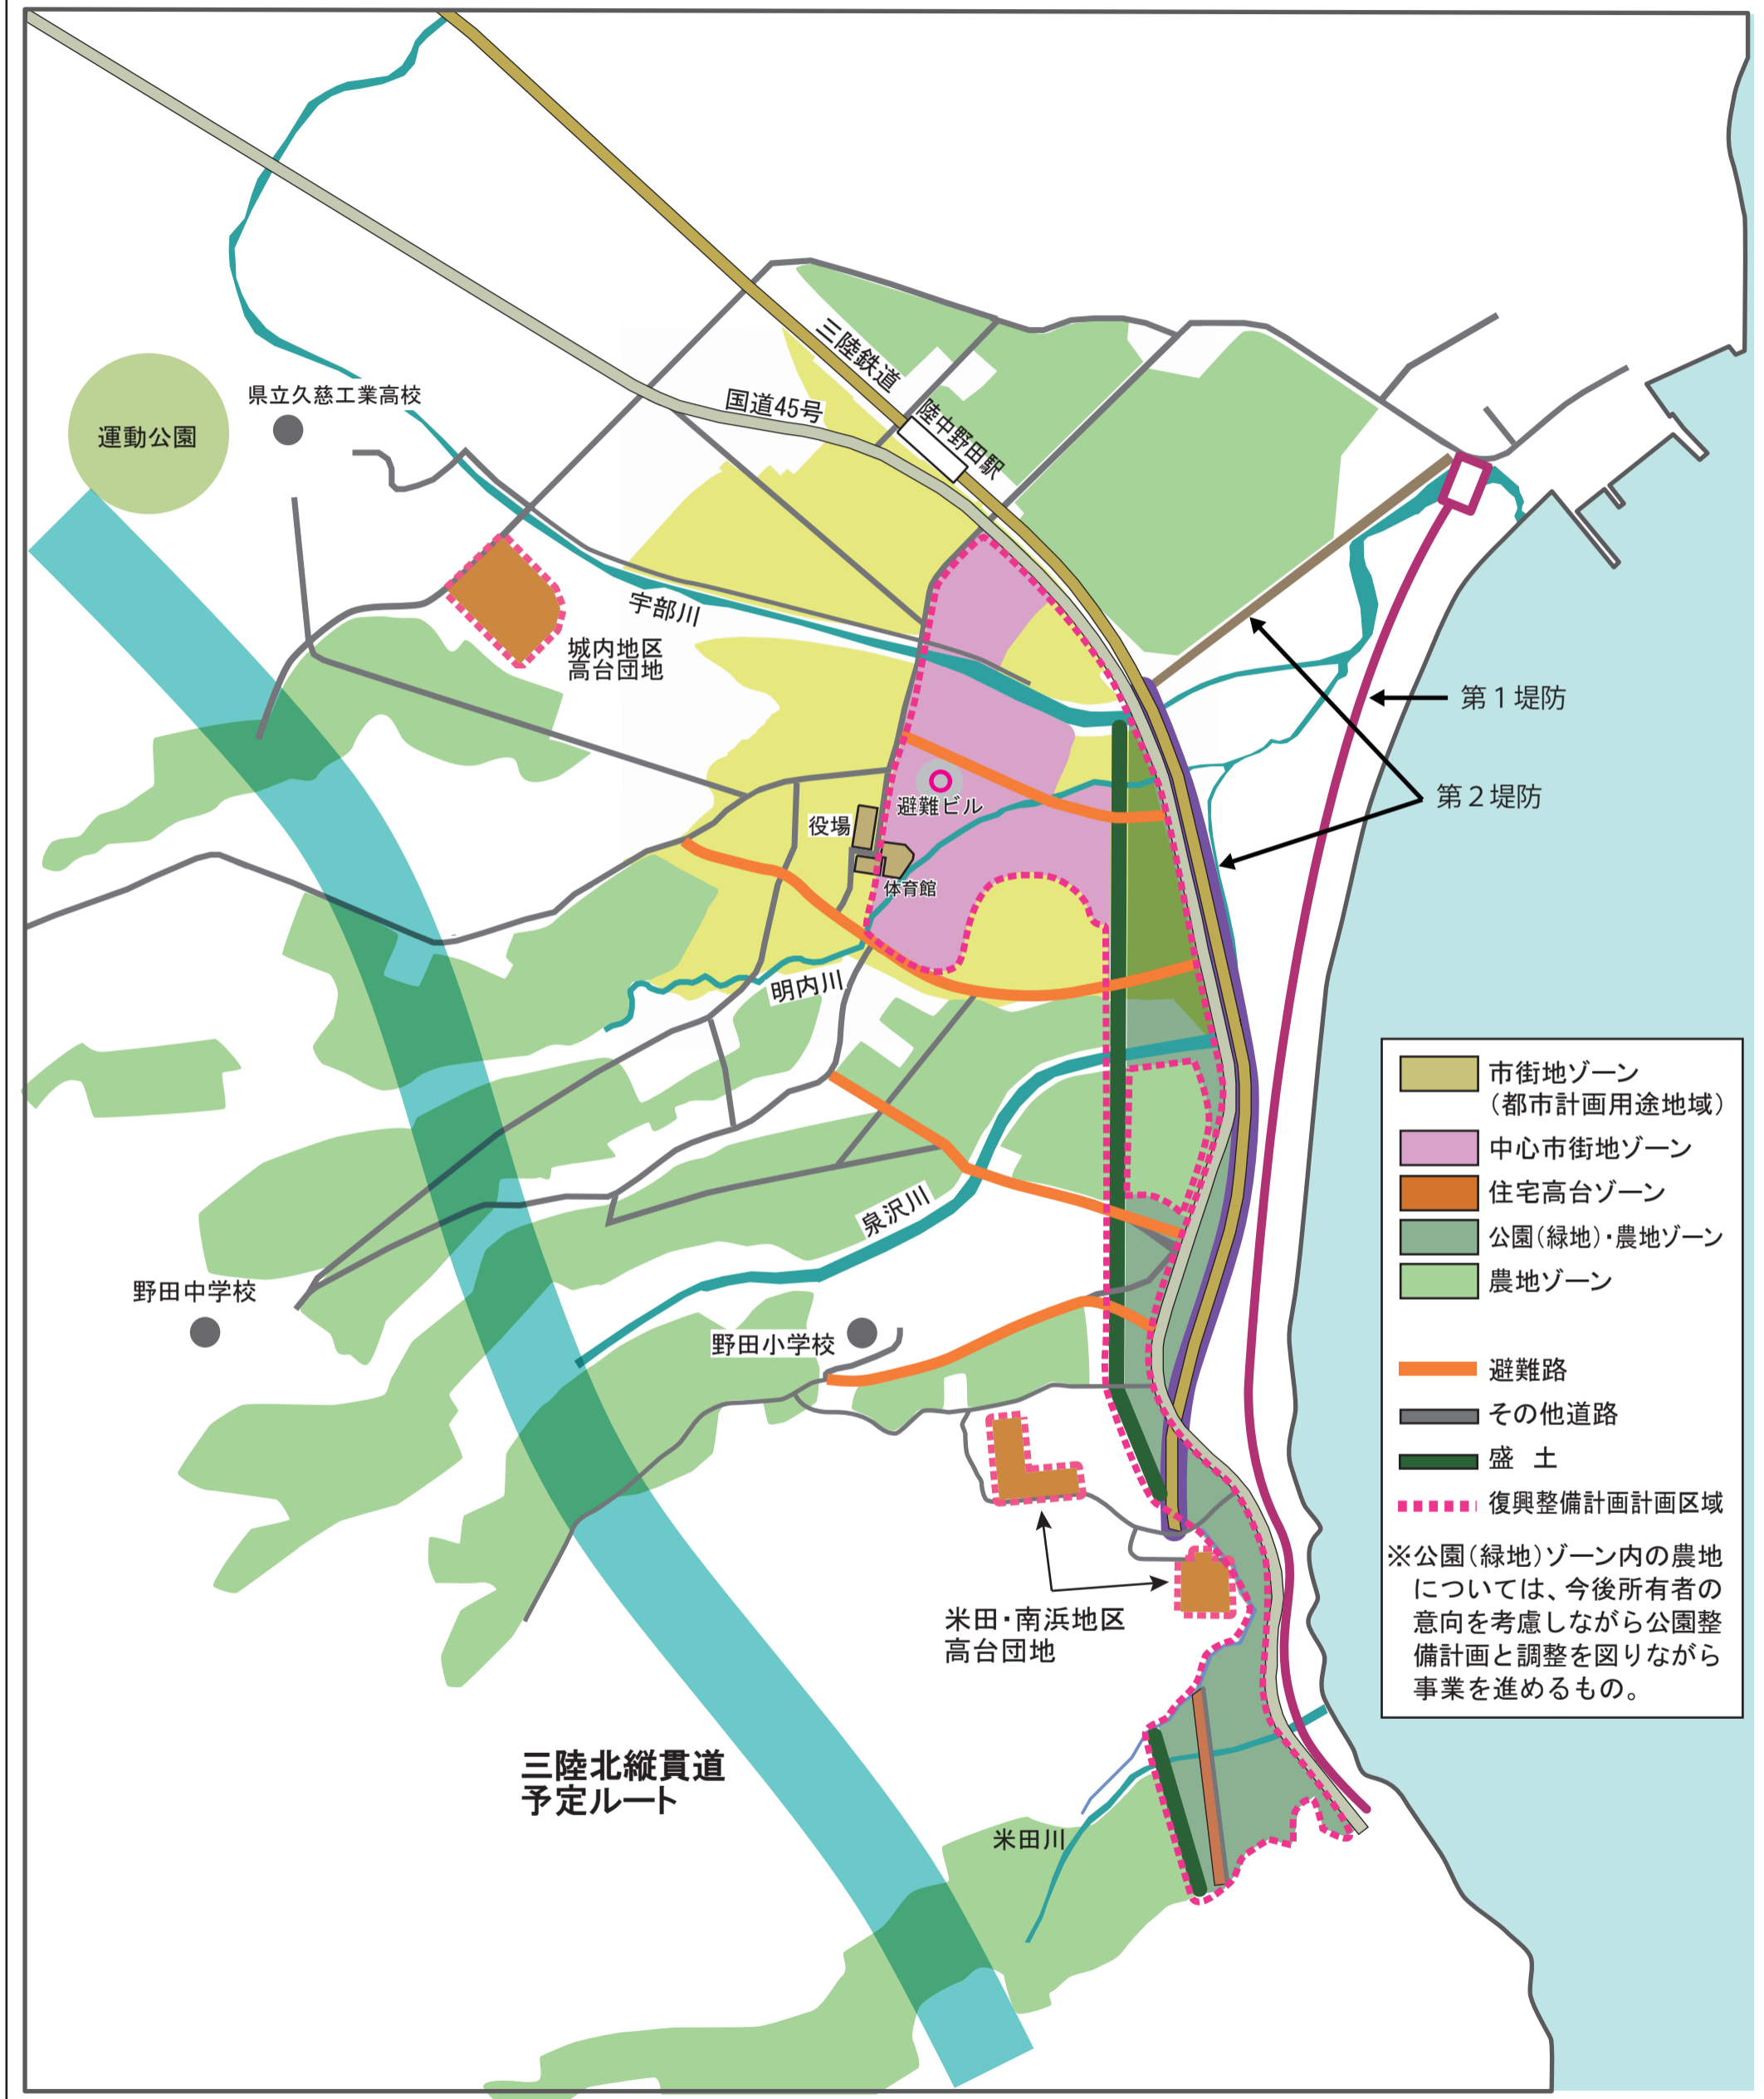 三陸鉄道
国道45号
陸中野田駅
県立久慈工業高校
運動公園
宇部川
城内地区
高台団地
第１堤防
第２堤防
避難ビル
役場
体育館
明内川
泉沢川
野田中学校
野田小学校
米田・南浜地区
高台団地
三陸北縦貫道
予定ルート
米田川
市街地ゾーン
（都市計画用途地域）
中心市街地ゾーン
住宅高台ゾーン
公園（緑地）・農地ゾーン
農地ゾーン
避難路
その他道路
盛　土
復興整備計画計画区域
※公園（緑地）ゾーン内の農地
については、今後所有者の
意向を考慮しながら公園整
備計画と調整を図りながら
事業を進めるもの。